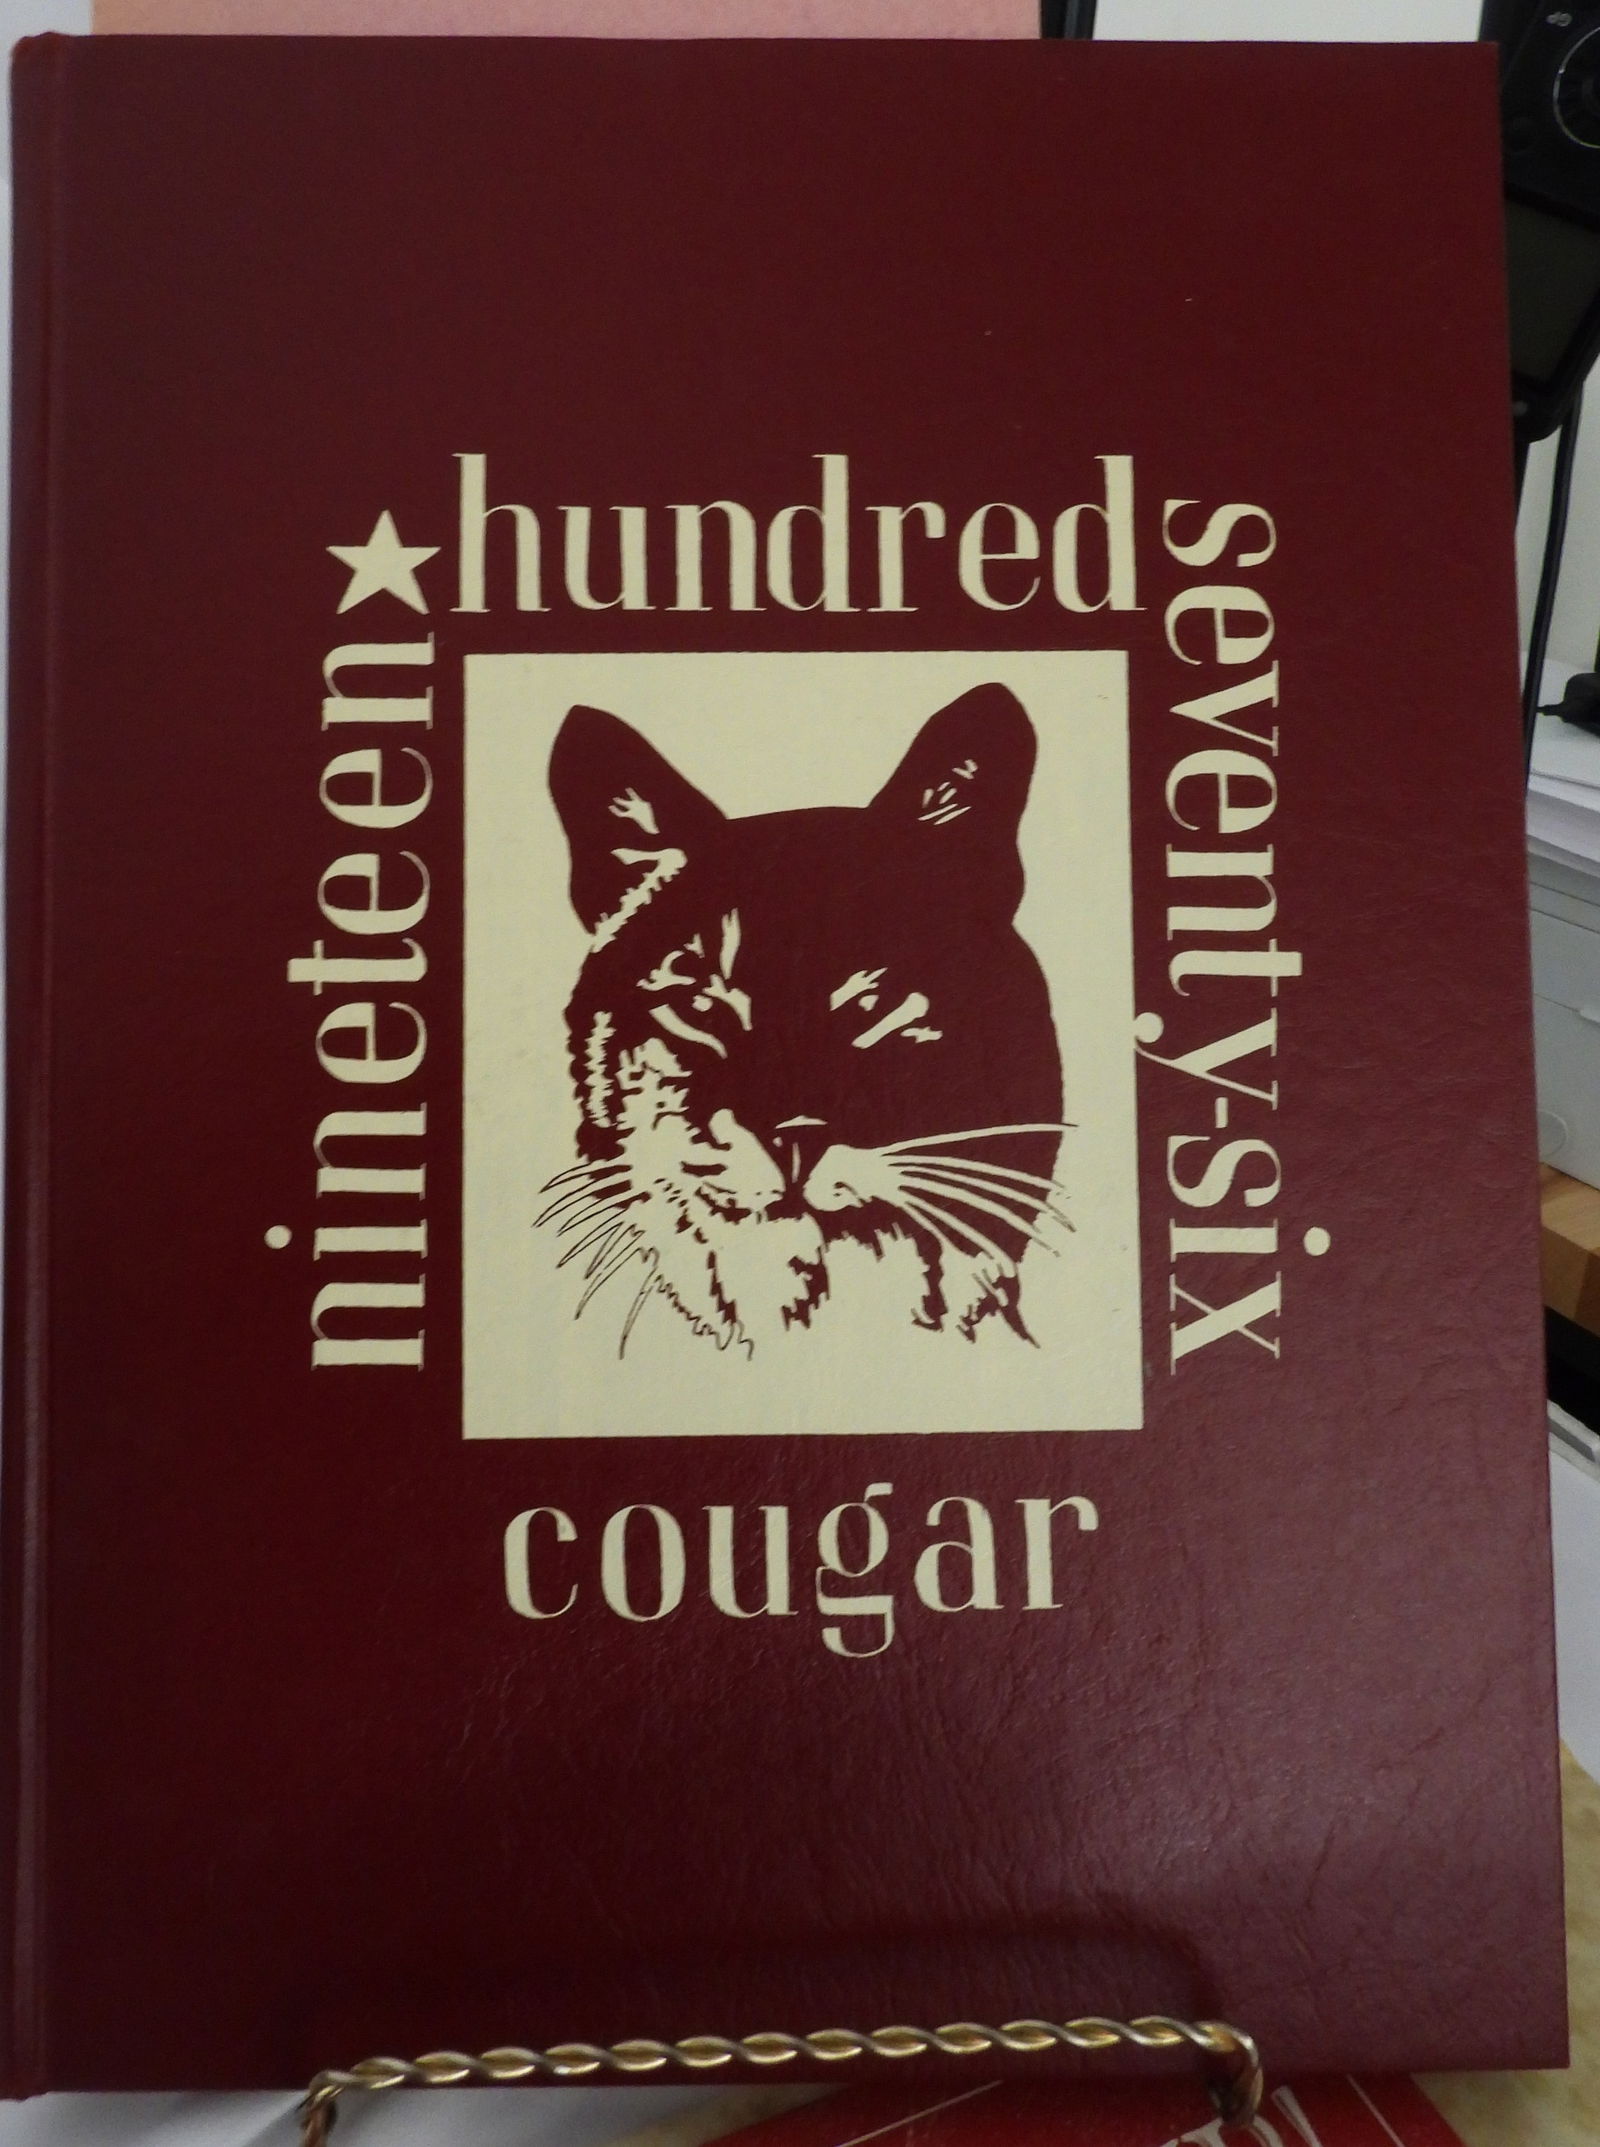 nineteen
hundred
seventy-six
cougar